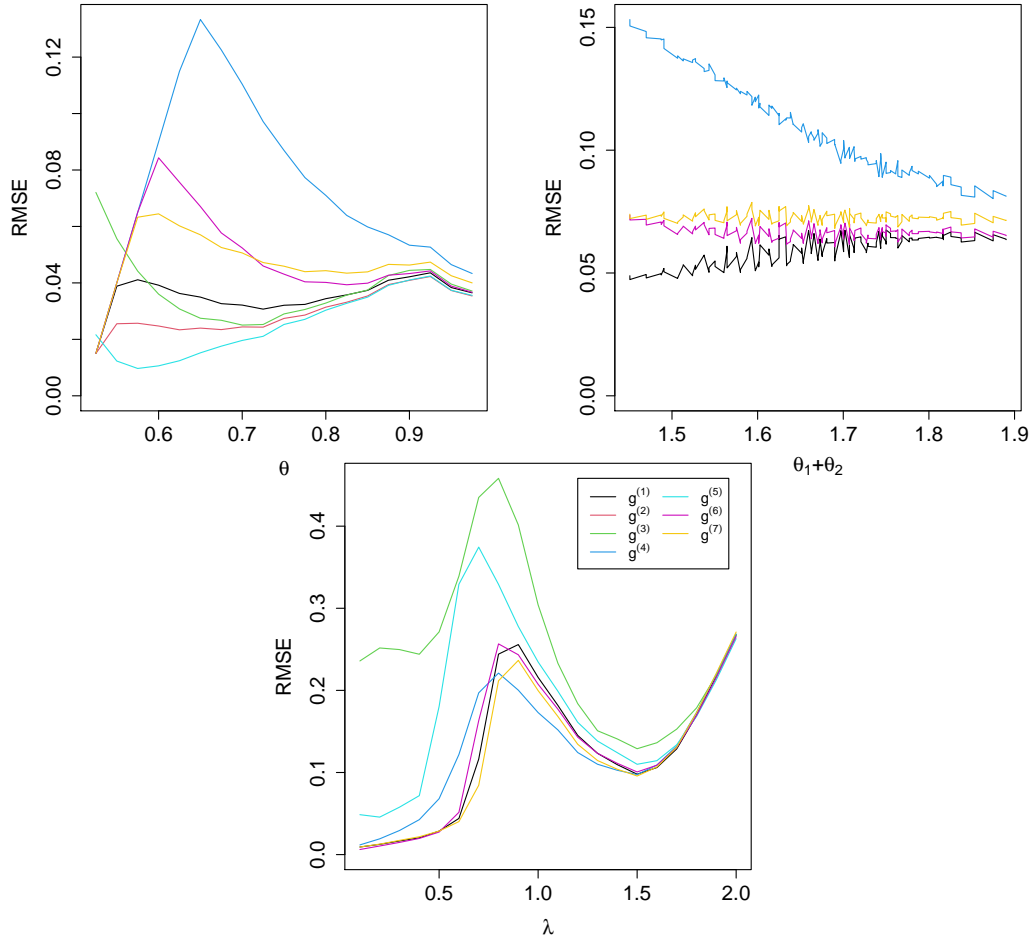 RMSE
0.00 0.04 0.08 0.12
0.6 0.7 0.8 0.9
θ
RMSE
0.00 0.05 0.10 0.15
1.5 1.6 1.7 1.8 1.9
θ1+θ2
RMSE
0.0 0.1 0.2 0.3 0.4
0.5 1.0 1.5 2.0
λ
g(1) g(5)
g(2) g(6)
g(3) g(7)
g(4)